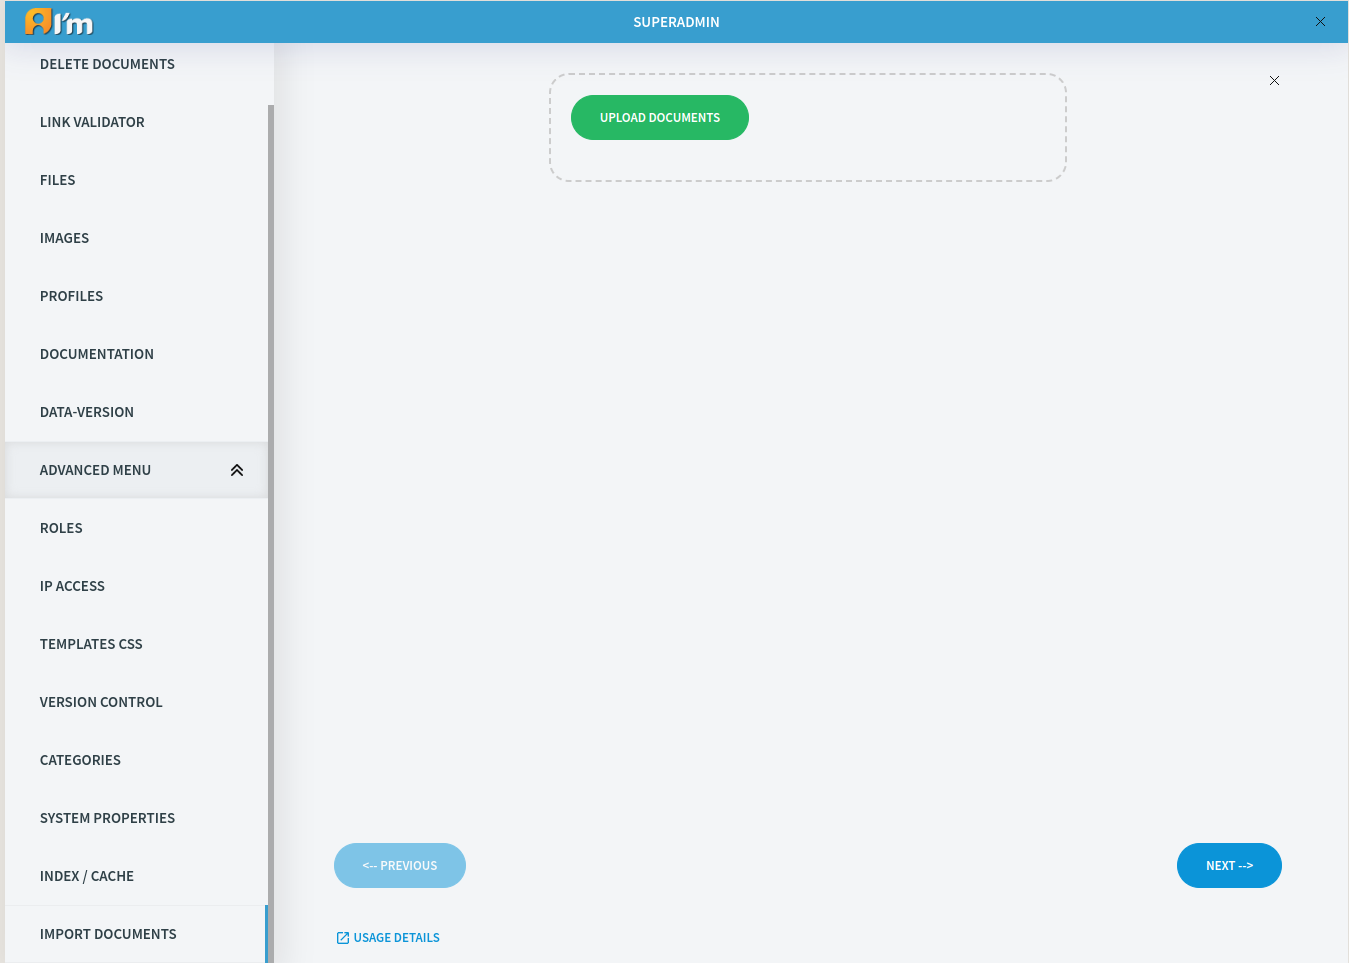 I'm
SUPERADMIN
DELETE DOCUMENTS
LINK VALIDATOR
FILES
IMAGES
PROFILES
DOCUMENTATION
DATA-VERSION
ADVANCED MENU
ROLES
IP ACCESS
TEMPLATES CSS
VERSION CONTROL
CATEGORIES
SYSTEM PROPERTIES
INDEX / CACHE
IMPORT DOCUMENTS
UPLOAD DOCUMENTS
<-- PREVIOUS
NEXT -->
USAGE DETAILS